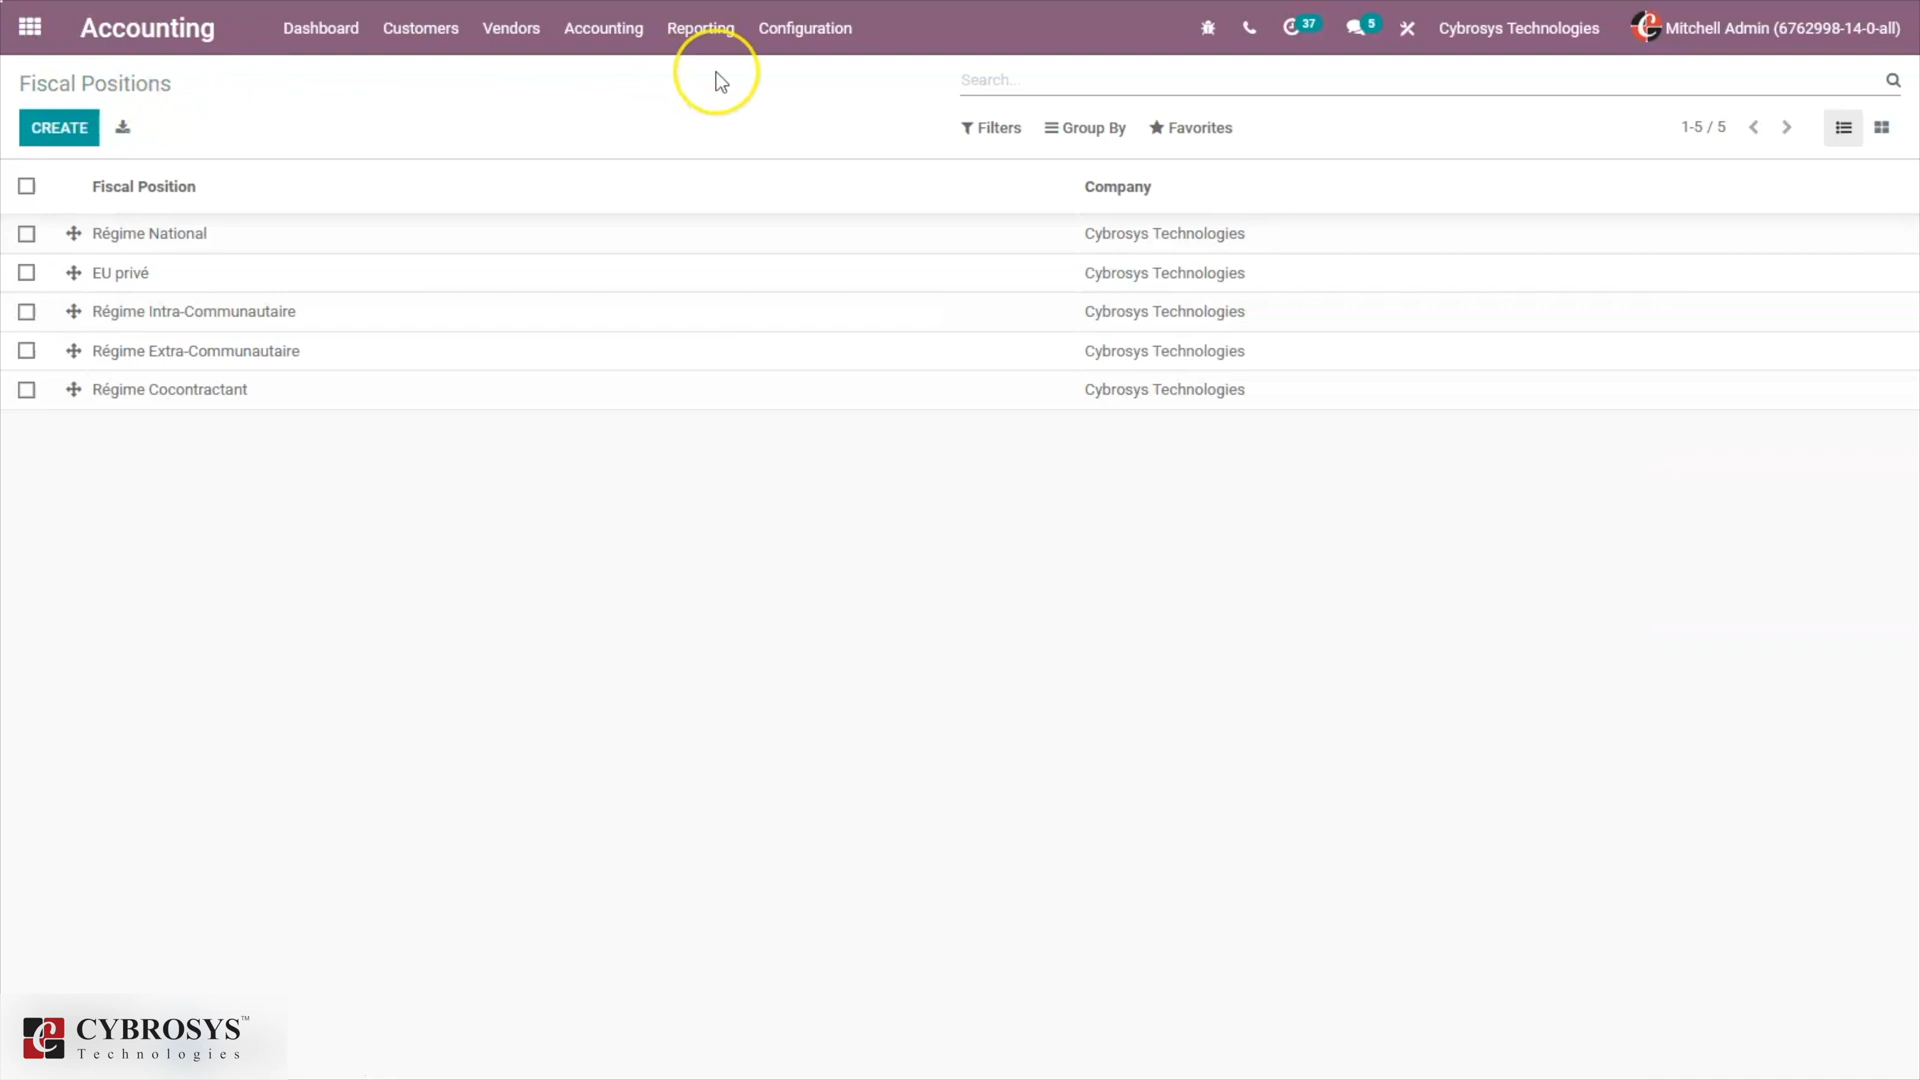 Accounting Dashboard Customers Vendors Accounting Reporting Configuration 37 5 Cybrosys Technologies Mitchell Admin (6762998-14-0-all)
Fiscal Positions Search...
CREATE Filters Group By Favorites 1-5 / 5
Fiscal Position Company
Régime National Cybrosys Technologies
EU privé Cybrosys Technologies
Régime Intra-Communautaire Cybrosys Technologies
Régime Extra-Communautaire Cybrosys Technologies
Régime Cocontractant Cybrosys Technologies
CYBROSYS™
Technologies